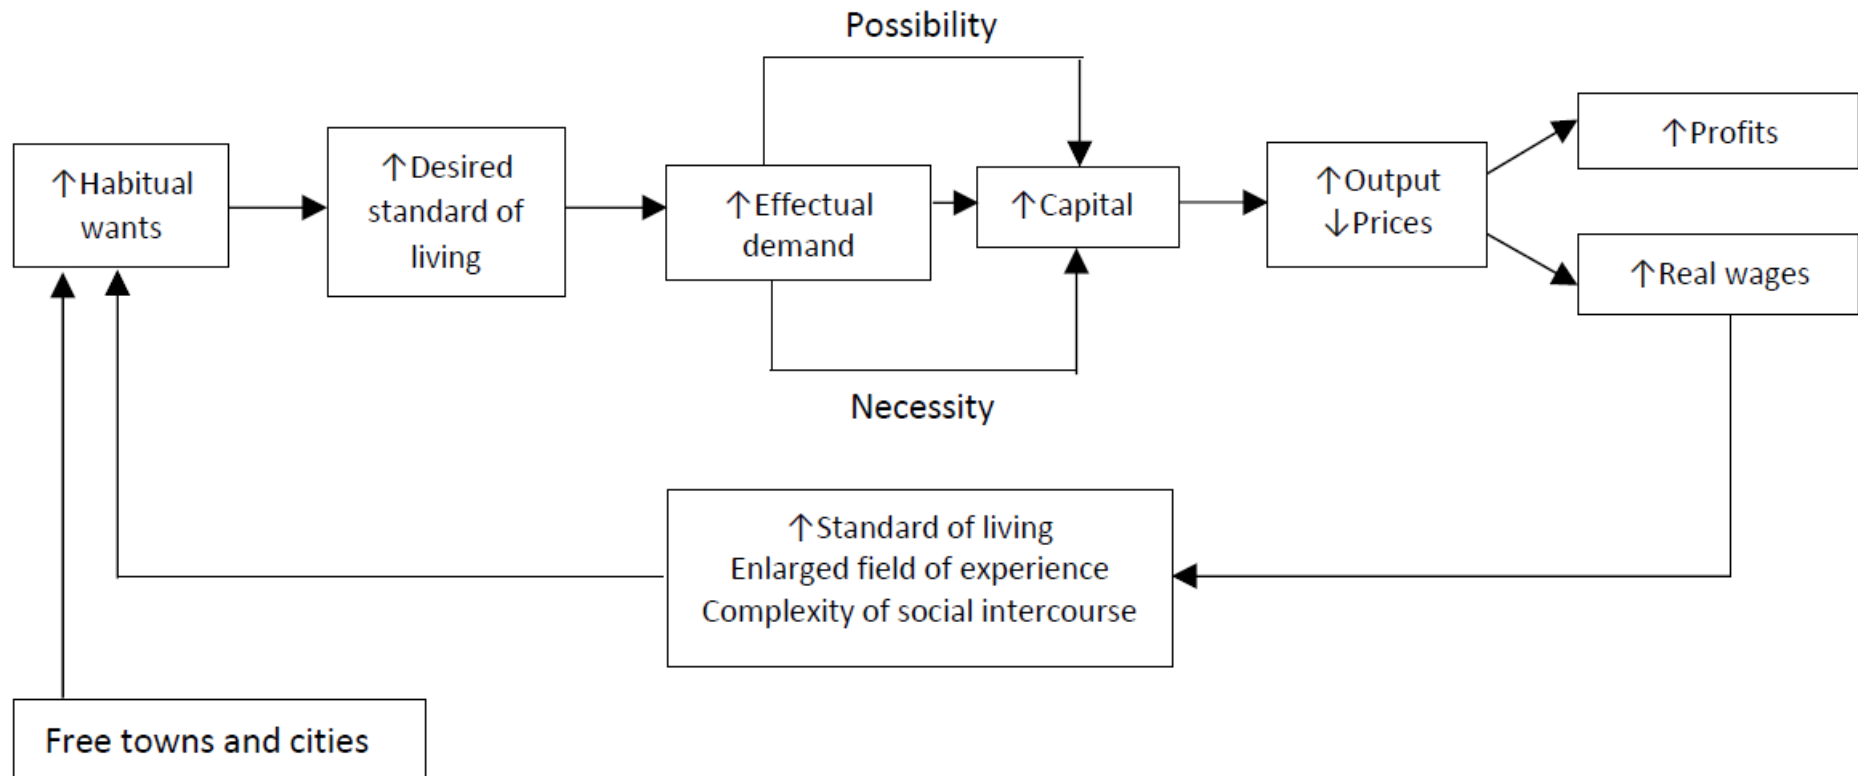 Possibility
↑Habitual
wants
↑Desired
standard of
living
↑Effectual
demand
↑Capital
↑Output
↓Prices
↑Profits
↑Real wages
Necessity
↑Standard of living
Enlarged field of experience
Complexity of social intercourse
Free towns and cities